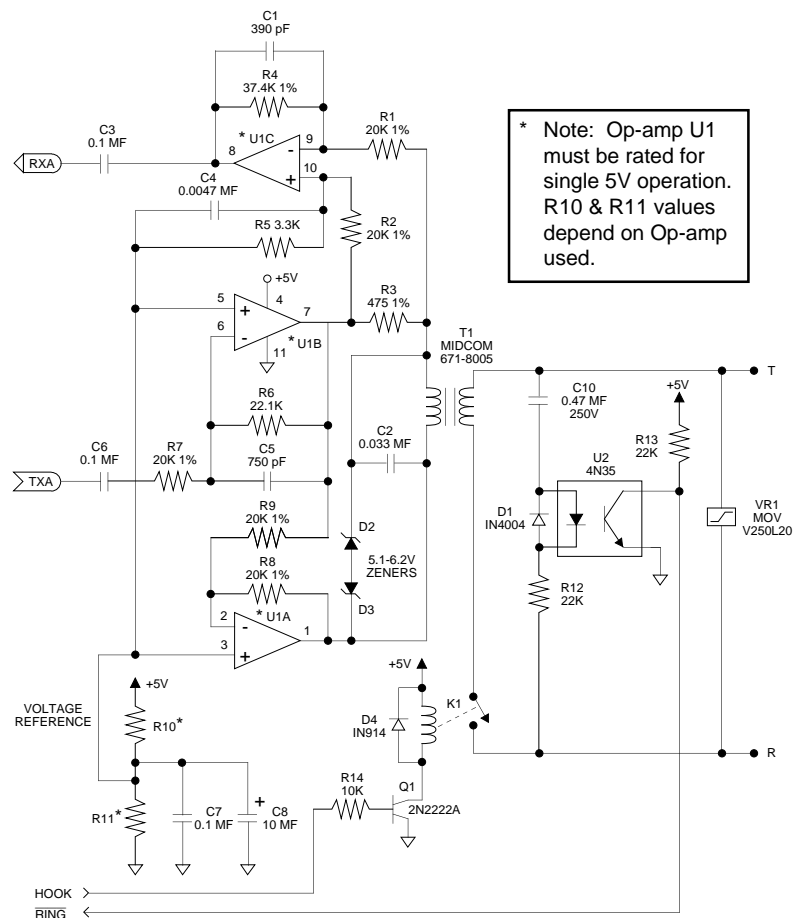 C1
390 pF
R4
37.4K 1%
R1
20K 1%
C3
0.1 MF
* U1C
8
9
-
10
+
RXA
C4
0.0047 MF
R5 3.3K
R2
20K 1%
* Note: Op-amp U1
must be rated for
single 5V operation.
R10 & R11 values
depend on Op-amp
used.
+5V
R3
475 1%
5
+
4
7
6
-
11
* U1B
T1
MIDCOM
671-8005
T
R6
22.1K
C10
0.47 MF
250V
+5V
C6
0.1 MF
R7
20K 1%
C5
750 pF
C2
0.033 MF
R13
22K
U2
4N35
TXA
R9
20K 1%
D2
D1
IN4004
VR1
MOV
V250L20
5.1-6.2V
ZENERS
R8
20K 1%
D3
R12
22K
* U1A
2
-
1
3
+
+5V
+5V
K1
VOLTAGE
REFERENCE
R10*
D4
IN914
R
R14
10K
Q1
2N2222A
R11*
C7
0.1 MF
+
C8
10 MF
HOOK
RING